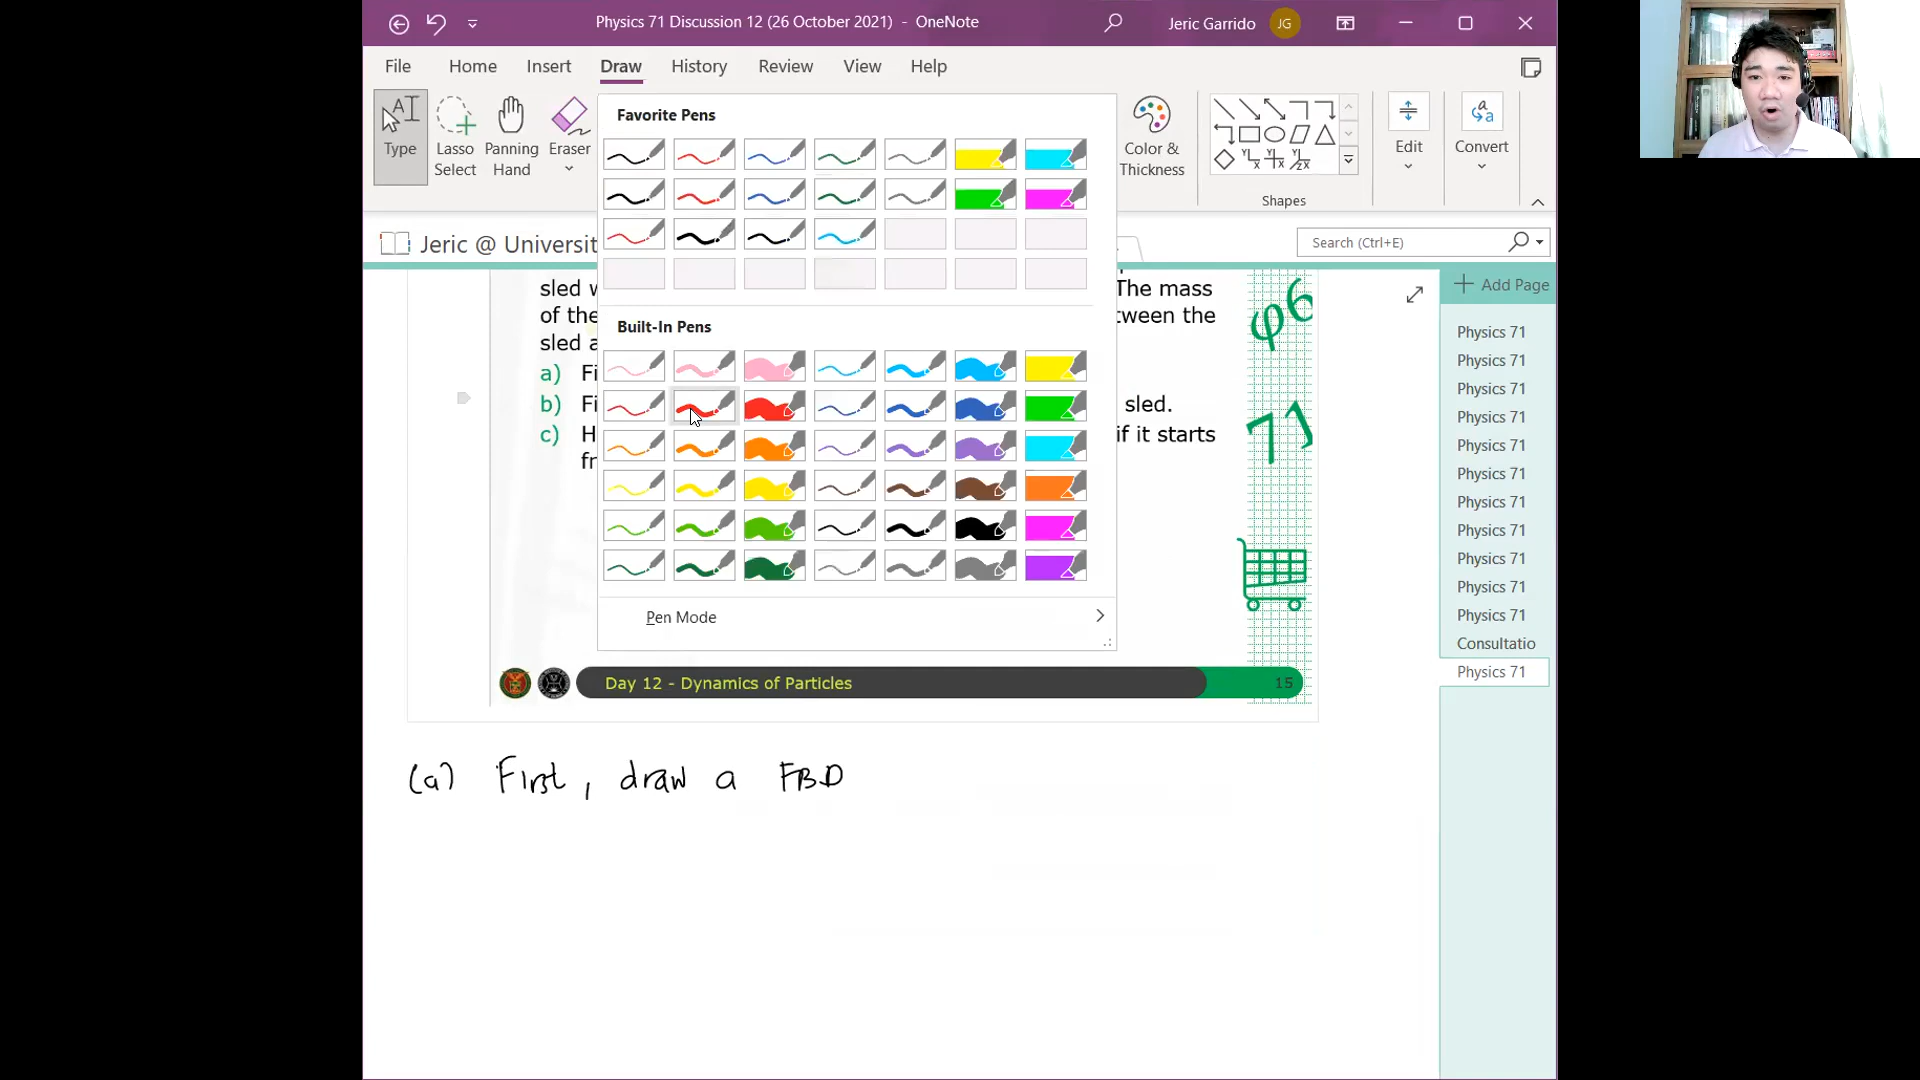 Physics 71 Discussion 12 (26 October 2021) - OneNote
Jeric Garrido JG
File Home Insert Draw History Review View Help
Type
Lasso Select
Panning Hand
Eraser
Color & Thickness
Shapes
Edit
Convert
Favorite Pens
Built-In Pens
Pen Mode
Jeric @ Universit
Search (Ctrl+E)
Add Page
Physics 71
Physics 71
Physics 71
Physics 71
Physics 71
Physics 71
Physics 71
Physics 71
Physics 71
Physics 71
Physics 71
Consultatio
Physics 71
sled The mass
of the tween the
sled
a) Fi
b) Fi sled.
c) H if it starts
fr
φ6
71
Day 12 - Dynamics of Particles 15
(a) First, draw a FBD